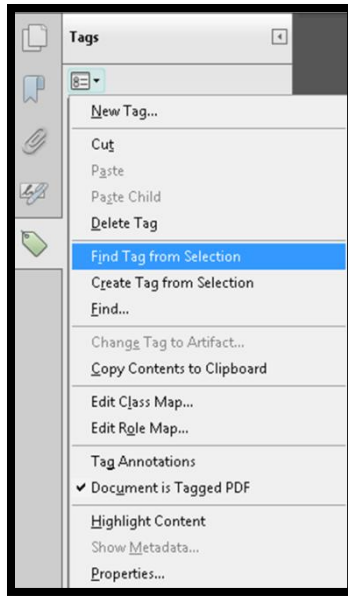 Tags
New Tag...
Cut
Paste
Paste Child
Delete Tag
Find Tag from Selection
Create Tag from Selection
Find...
Change Tag to Artifact...
Copy Contents to Clipboard
Edit Class Map...
Edit Role Map...
Tag Annotations
✔ Document is Tagged PDF
Highlight Content
Show Metadata...
Properties...